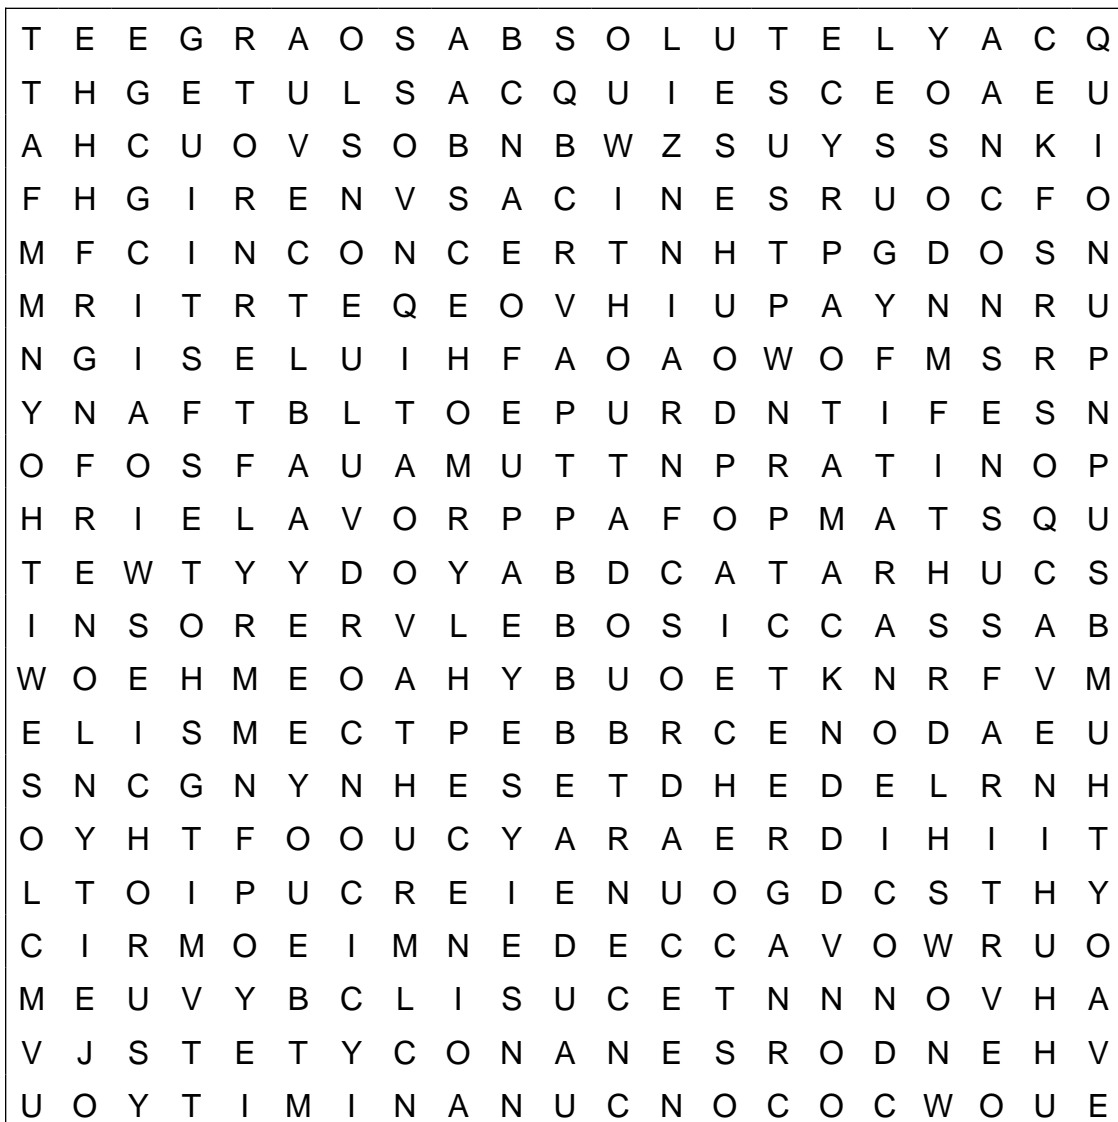 T E E G R A O S A B S O L U T E L Y A C Q
T H G E T U L S A C Q U I E S C E O A E U
A H C U O V S O B N B W Z S U Y S S N K I
F H G I R E N V S A C I N E S R U O C F O
M F C I N C O N C E R T N H T P G D O S N
M R I T R T E Q E O V H I U P A Y N N R U
N G I S E L U I H F A O A O W O F M S R P
Y N A F T B L T O E P U R D N T I F E S N
O F O S F A U A M U T T N P R A T I N O P
H R I E L A V O R P P A F O P M A T S Q U
T E W T Y Y D O Y A B D C A T A R H U C S
I N S O R E R V L E B O S I C C A S S A B
W O E H M E O A H Y B U O E T K N R F V M
E L I S M E C T P E B B R C E N O D A E U
S N C G N Y N H E S E T D H E D E L R N H
O Y H T F O O U C Y A R A E R D I H I I T
L T O I P U C R E I E N U O G D C S T H Y
C I R M O E I M N E D E C C A V O W R U O
M E U V Y B C L I S U C E T N N N O V H A
V J S T E T Y C O N A N E S R O D N E H V
U O Y T I M I N A N U C N O C O C W O U E